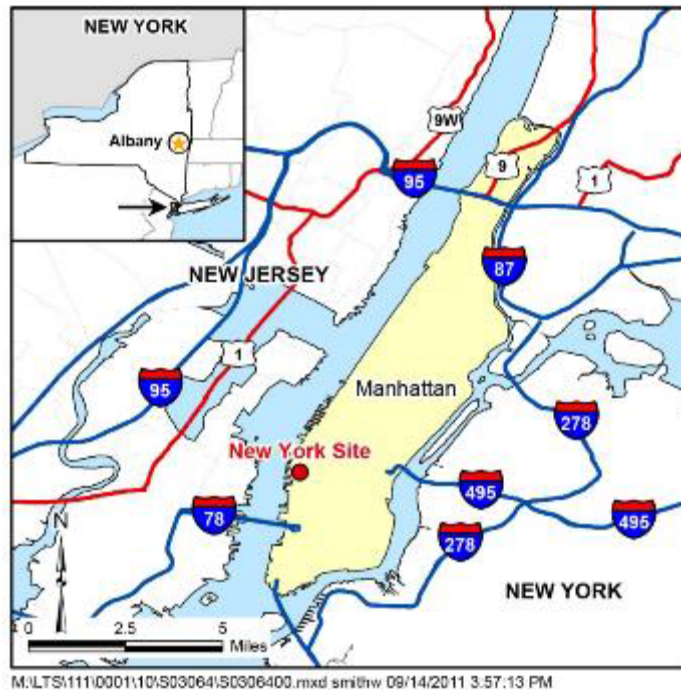 NEW YORK
Albany
9W
95
9
1
87
NEW JERSEY
1
95
Manhattan
278
New York Site
495
78
495
278
NEW YORK
N
0 2.5 5
Miles
M:\LTS\111\0001\10\S03064\S0306400.mxd smithw 09/14/2011 3:57:13 PM